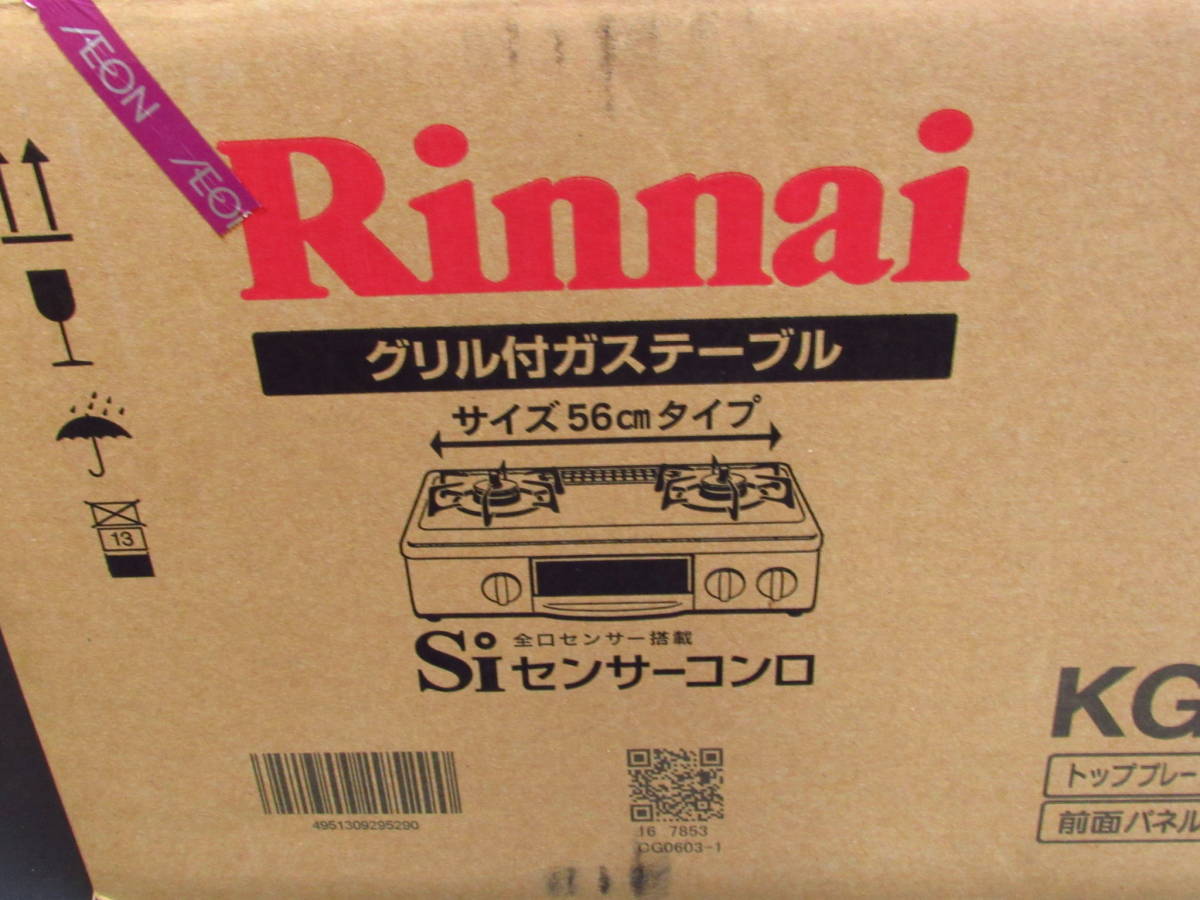 ÆON ÆON
Rinnai
グリル付ガステーブル
サイズ56cmタイプ
13
Si 全口センサー搭載
センサーコンロ
4951309295290
16 7853
CG0603-1
KG
トッププレー
前面パネル